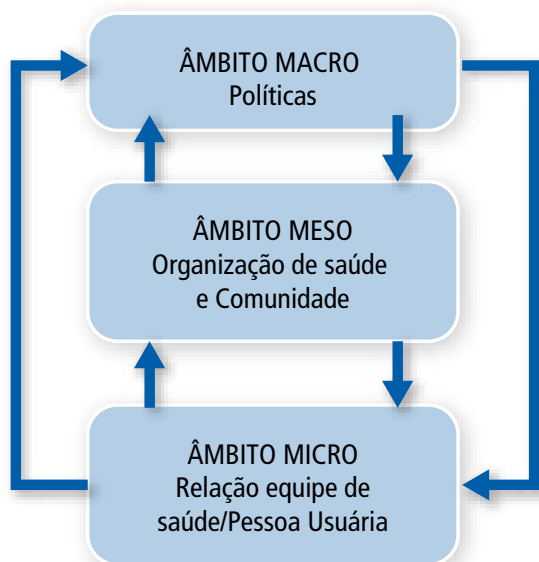 ÂMBITO MACRO
Políticas
ÂMBITO MESO
Organização de saúde
e Comunidade
ÂMBITO MICRO
Relação equipe de
saúde/Pessoa Usuária